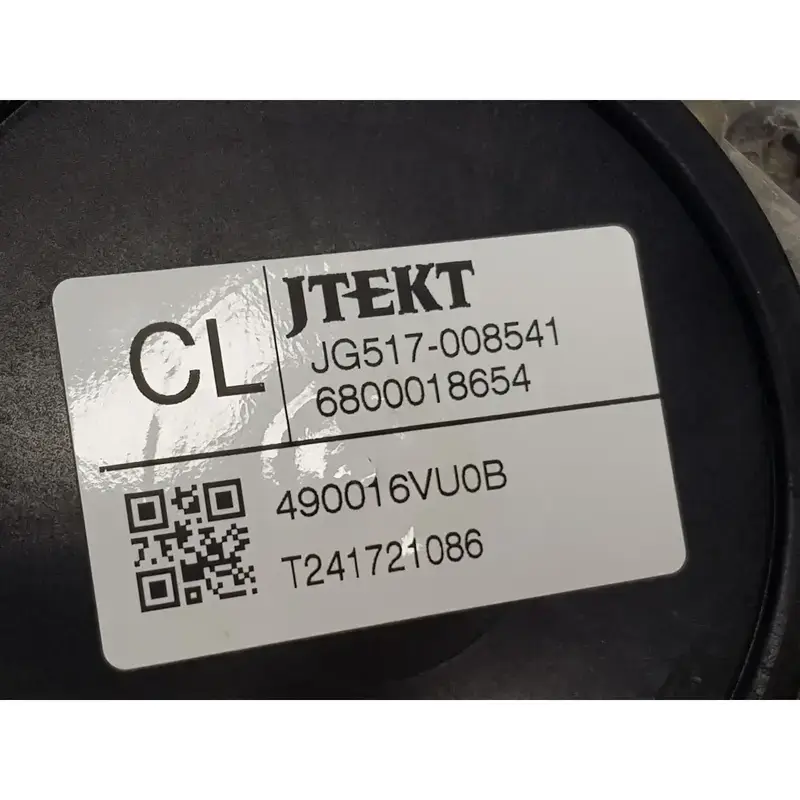 CL
JTEKT
JG517-008541
6800018654
490016VU0B
T241721086